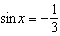 sin x = -1/3